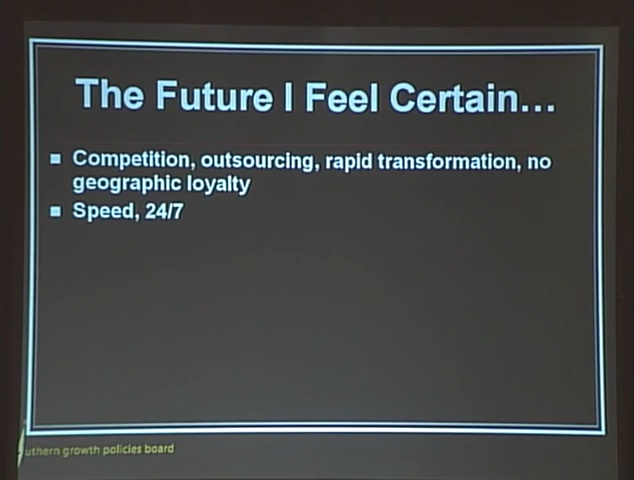 The Future I Feel Certain...
Competition, outsourcing, rapid transformation, no
geographic loyalty
Speed, 24/7
uthern growth policies board